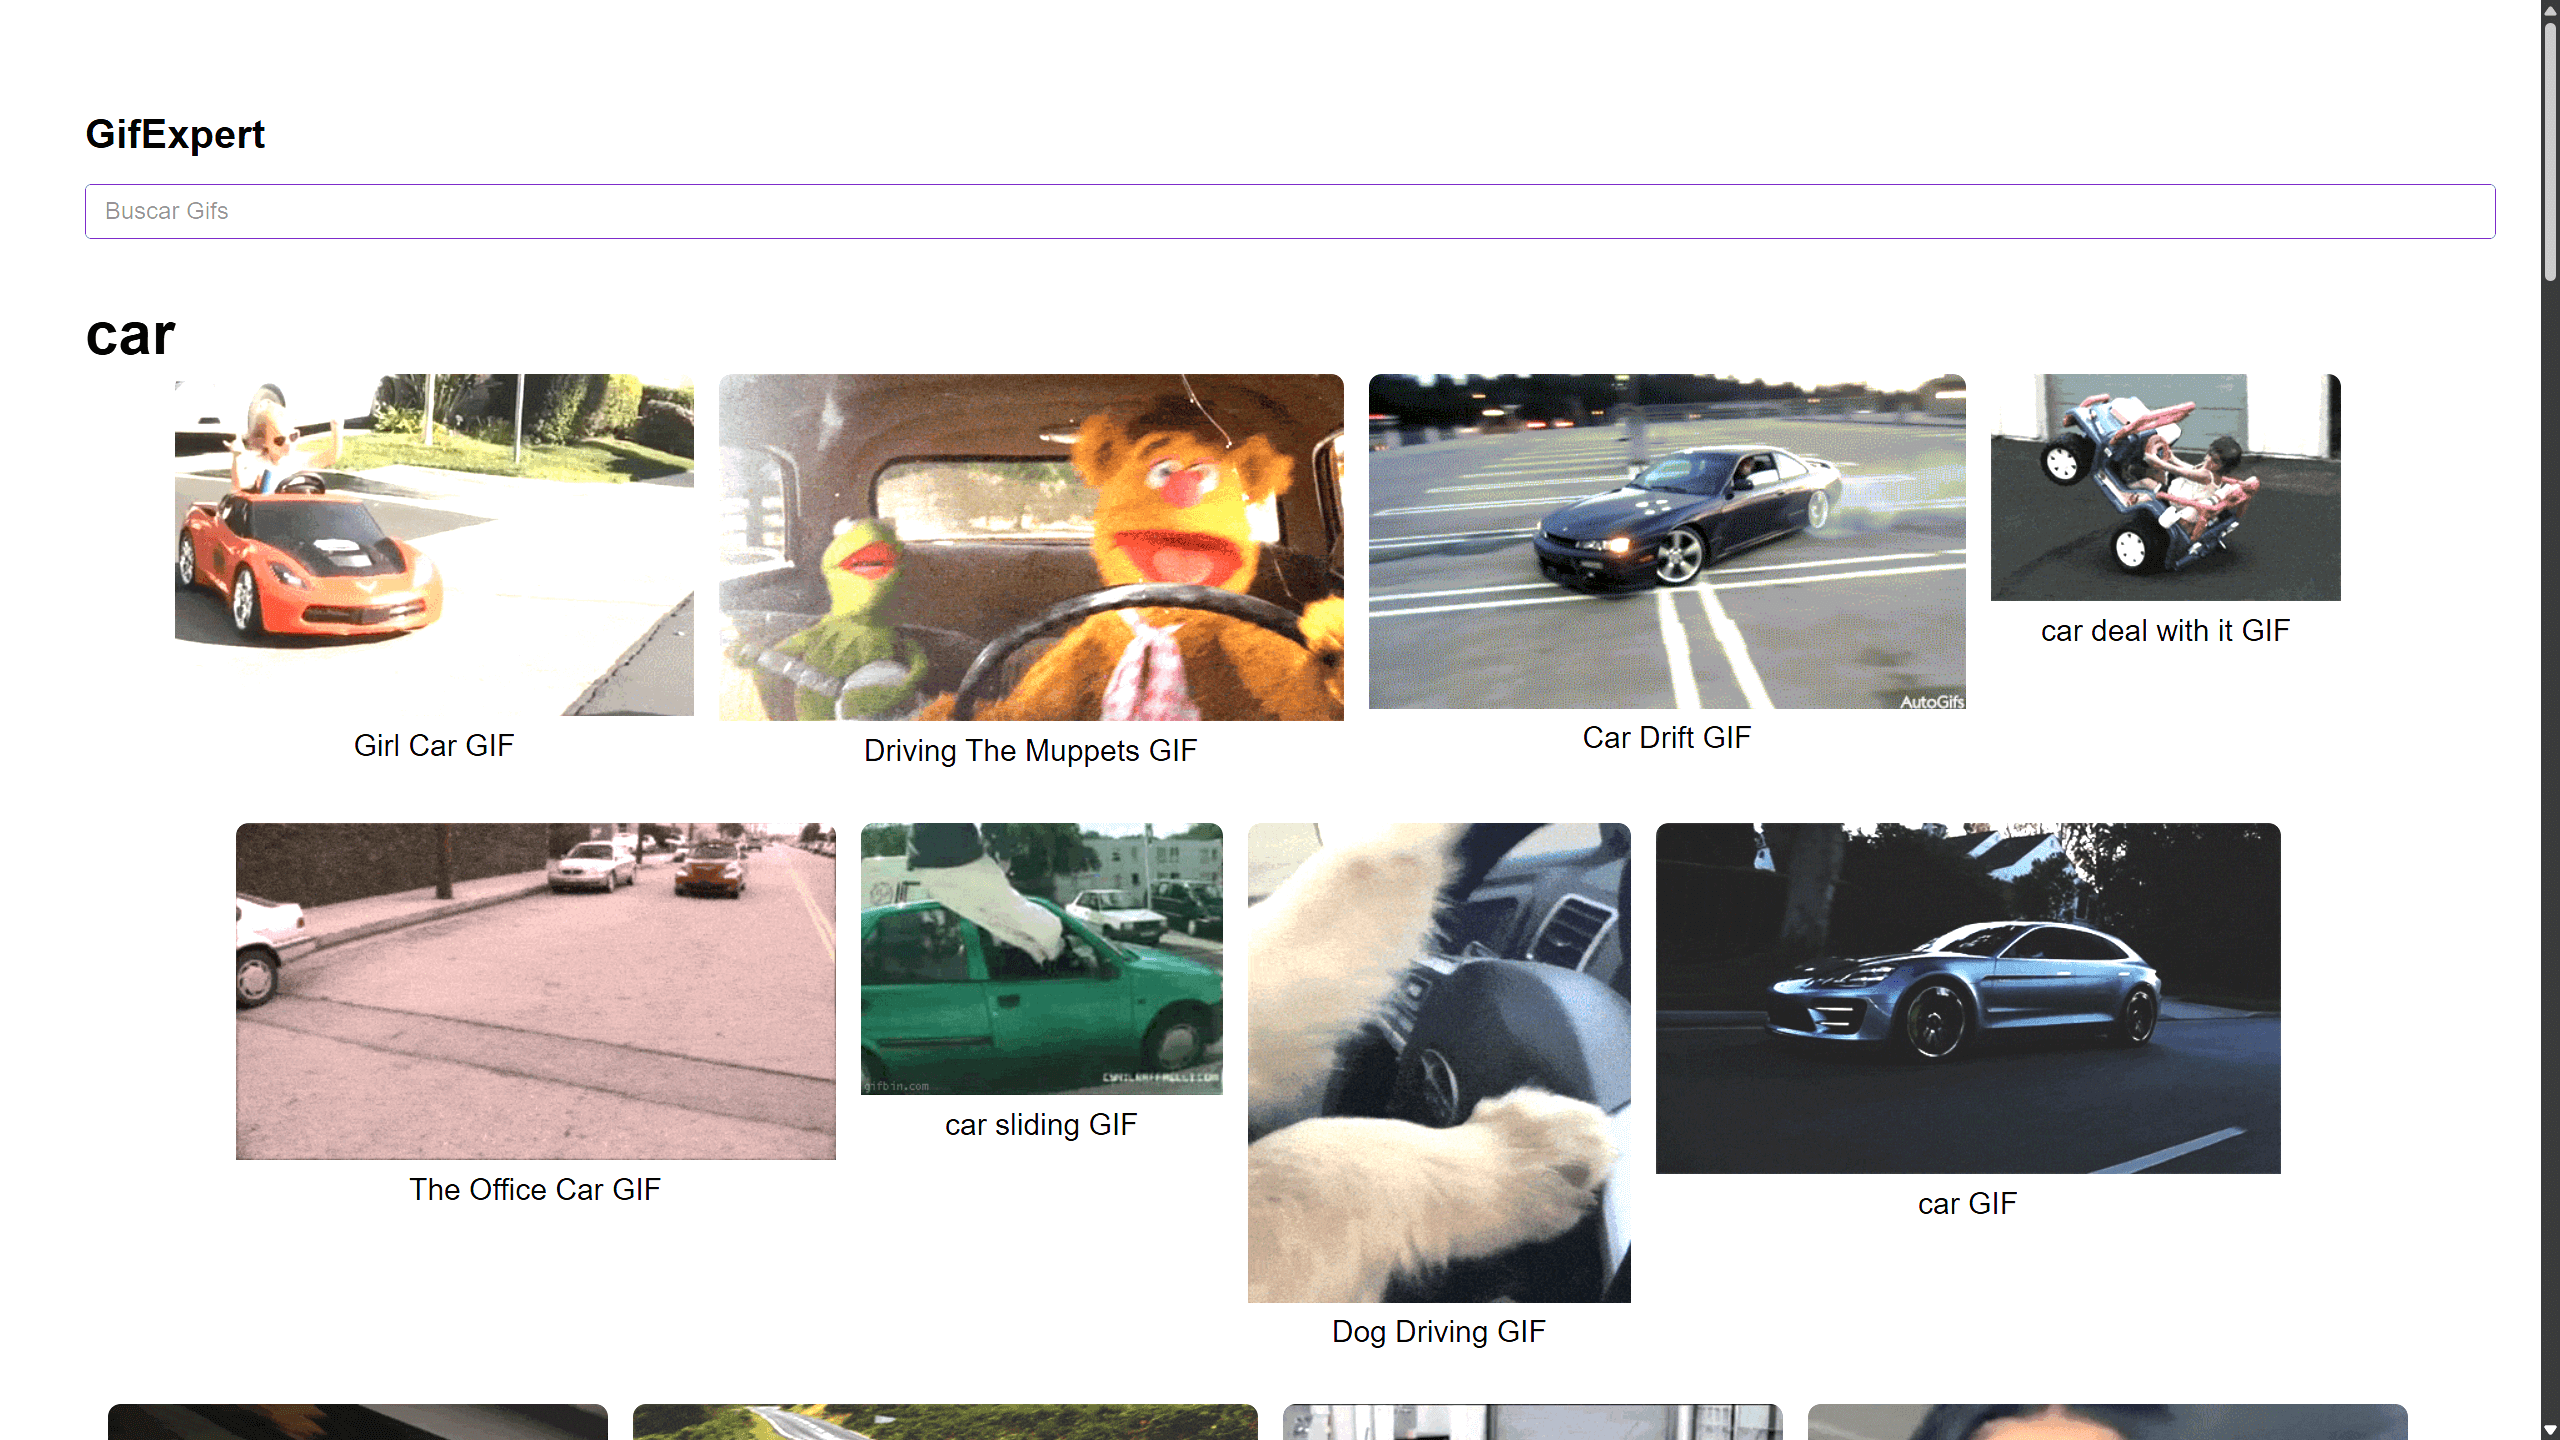 GifExpert
Buscar Gifs
car
AutoGifs
car deal with it GIF
Girl Car GIF
Driving The Muppets GIF
Car Drift GIF
gifbin.com
The Office Car GIF
car sliding GIF
car GIF
Dog Driving GIF